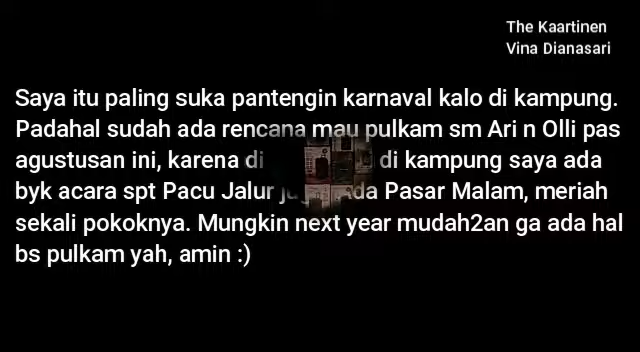 The Kaartinen
Vina Dianasari
Saya itu paling suka pantengin karnaval kalo di kampung.
Padahal sudah ada rencana mau pulkam sm Ari n Olli pas
agustusan ini, karena di di kampung saya ada
byk acara spt Pacu Jalur Pasar Malam, meriah
sekali pokoknya. Mungkin next year mudah2an ga ada hal
bs pulkam yah, amin :)